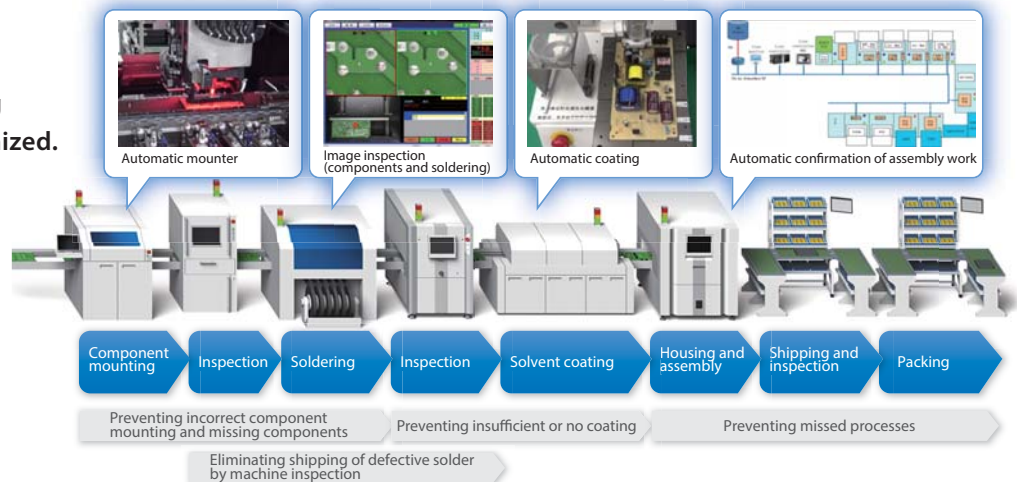 ized.
Automatic mounter
Image inspection
(components and soldering)
Automatic coating
Automatic confirmation of assembly work
Component
mounting
Inspection
Soldering
Inspection
Solvent coating
Housing and
assembly
Shipping and
inspection
Packing
Preventing incorrect component
mounting and missing components
Preventing insufficient or no coating
Preventing missed processes
Eliminating shipping of defective solder
by machine inspection